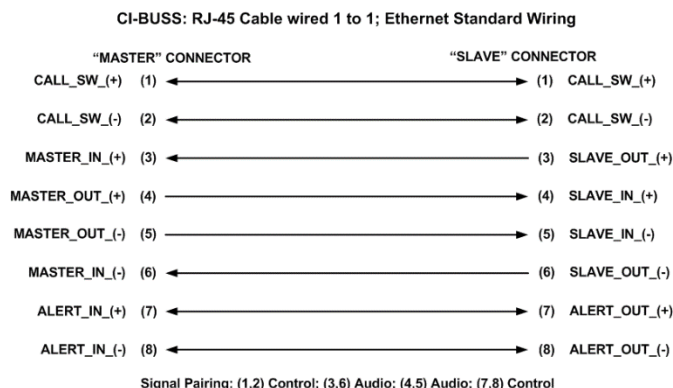 CI-BUSS: RJ-45 Cable wired 1 to 1; Ethernet Standard Wiring
“MASTER” CONNECTOR “SLAVE” CONNECTOR
CALL_SW_(+) (1) (1) CALL_SW_(+)
CALL_SW_(-) (2) (2) CALL_SW_(-)
MASTER_IN_(+) (3) (3) SLAVE_OUT_(+)
MASTER_OUT_(+) (4) (4) SLAVE_IN_(+)
MASTER_OUT_(-) (5) (5) SLAVE_IN_(-)
MASTER_IN_(-) (6) (6) SLAVE_OUT_(-)
ALERT_IN_(+) (7) (7) ALERT_OUT_(+)
ALERT_IN_(-) (8) (8) ALERT_OUT_(-)
Signal Pairing: (1,2) Control; (3,6) Audio; (4,5) Audio; (7,8) Control